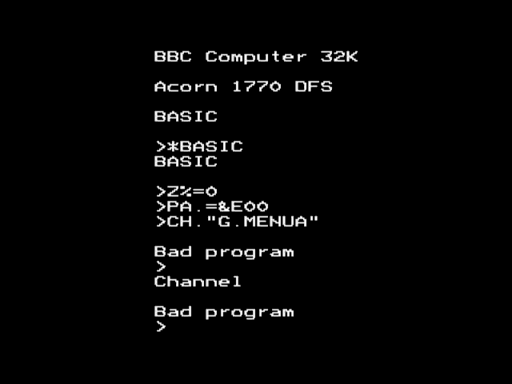 BBC Computer 32K
Acorn 1770 DFS
BASIC
>*BASIC
BASIC
>Z%=0
>PA.=&E00
>CH."G.MENUA"
Bad program
>
Channel
Bad program
>